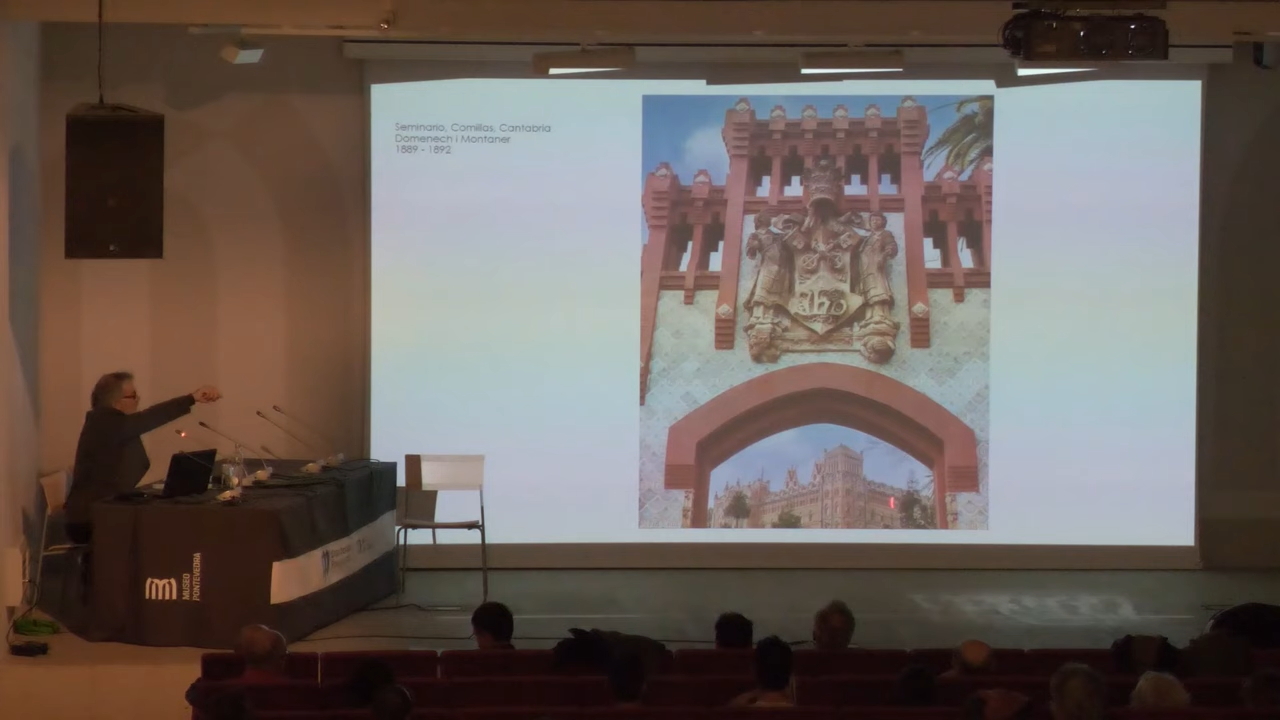 Seminario, Comillas, Cantabria
Domenech i Montaner
1889 - 1892
MUSEO
PONTEVEDRA